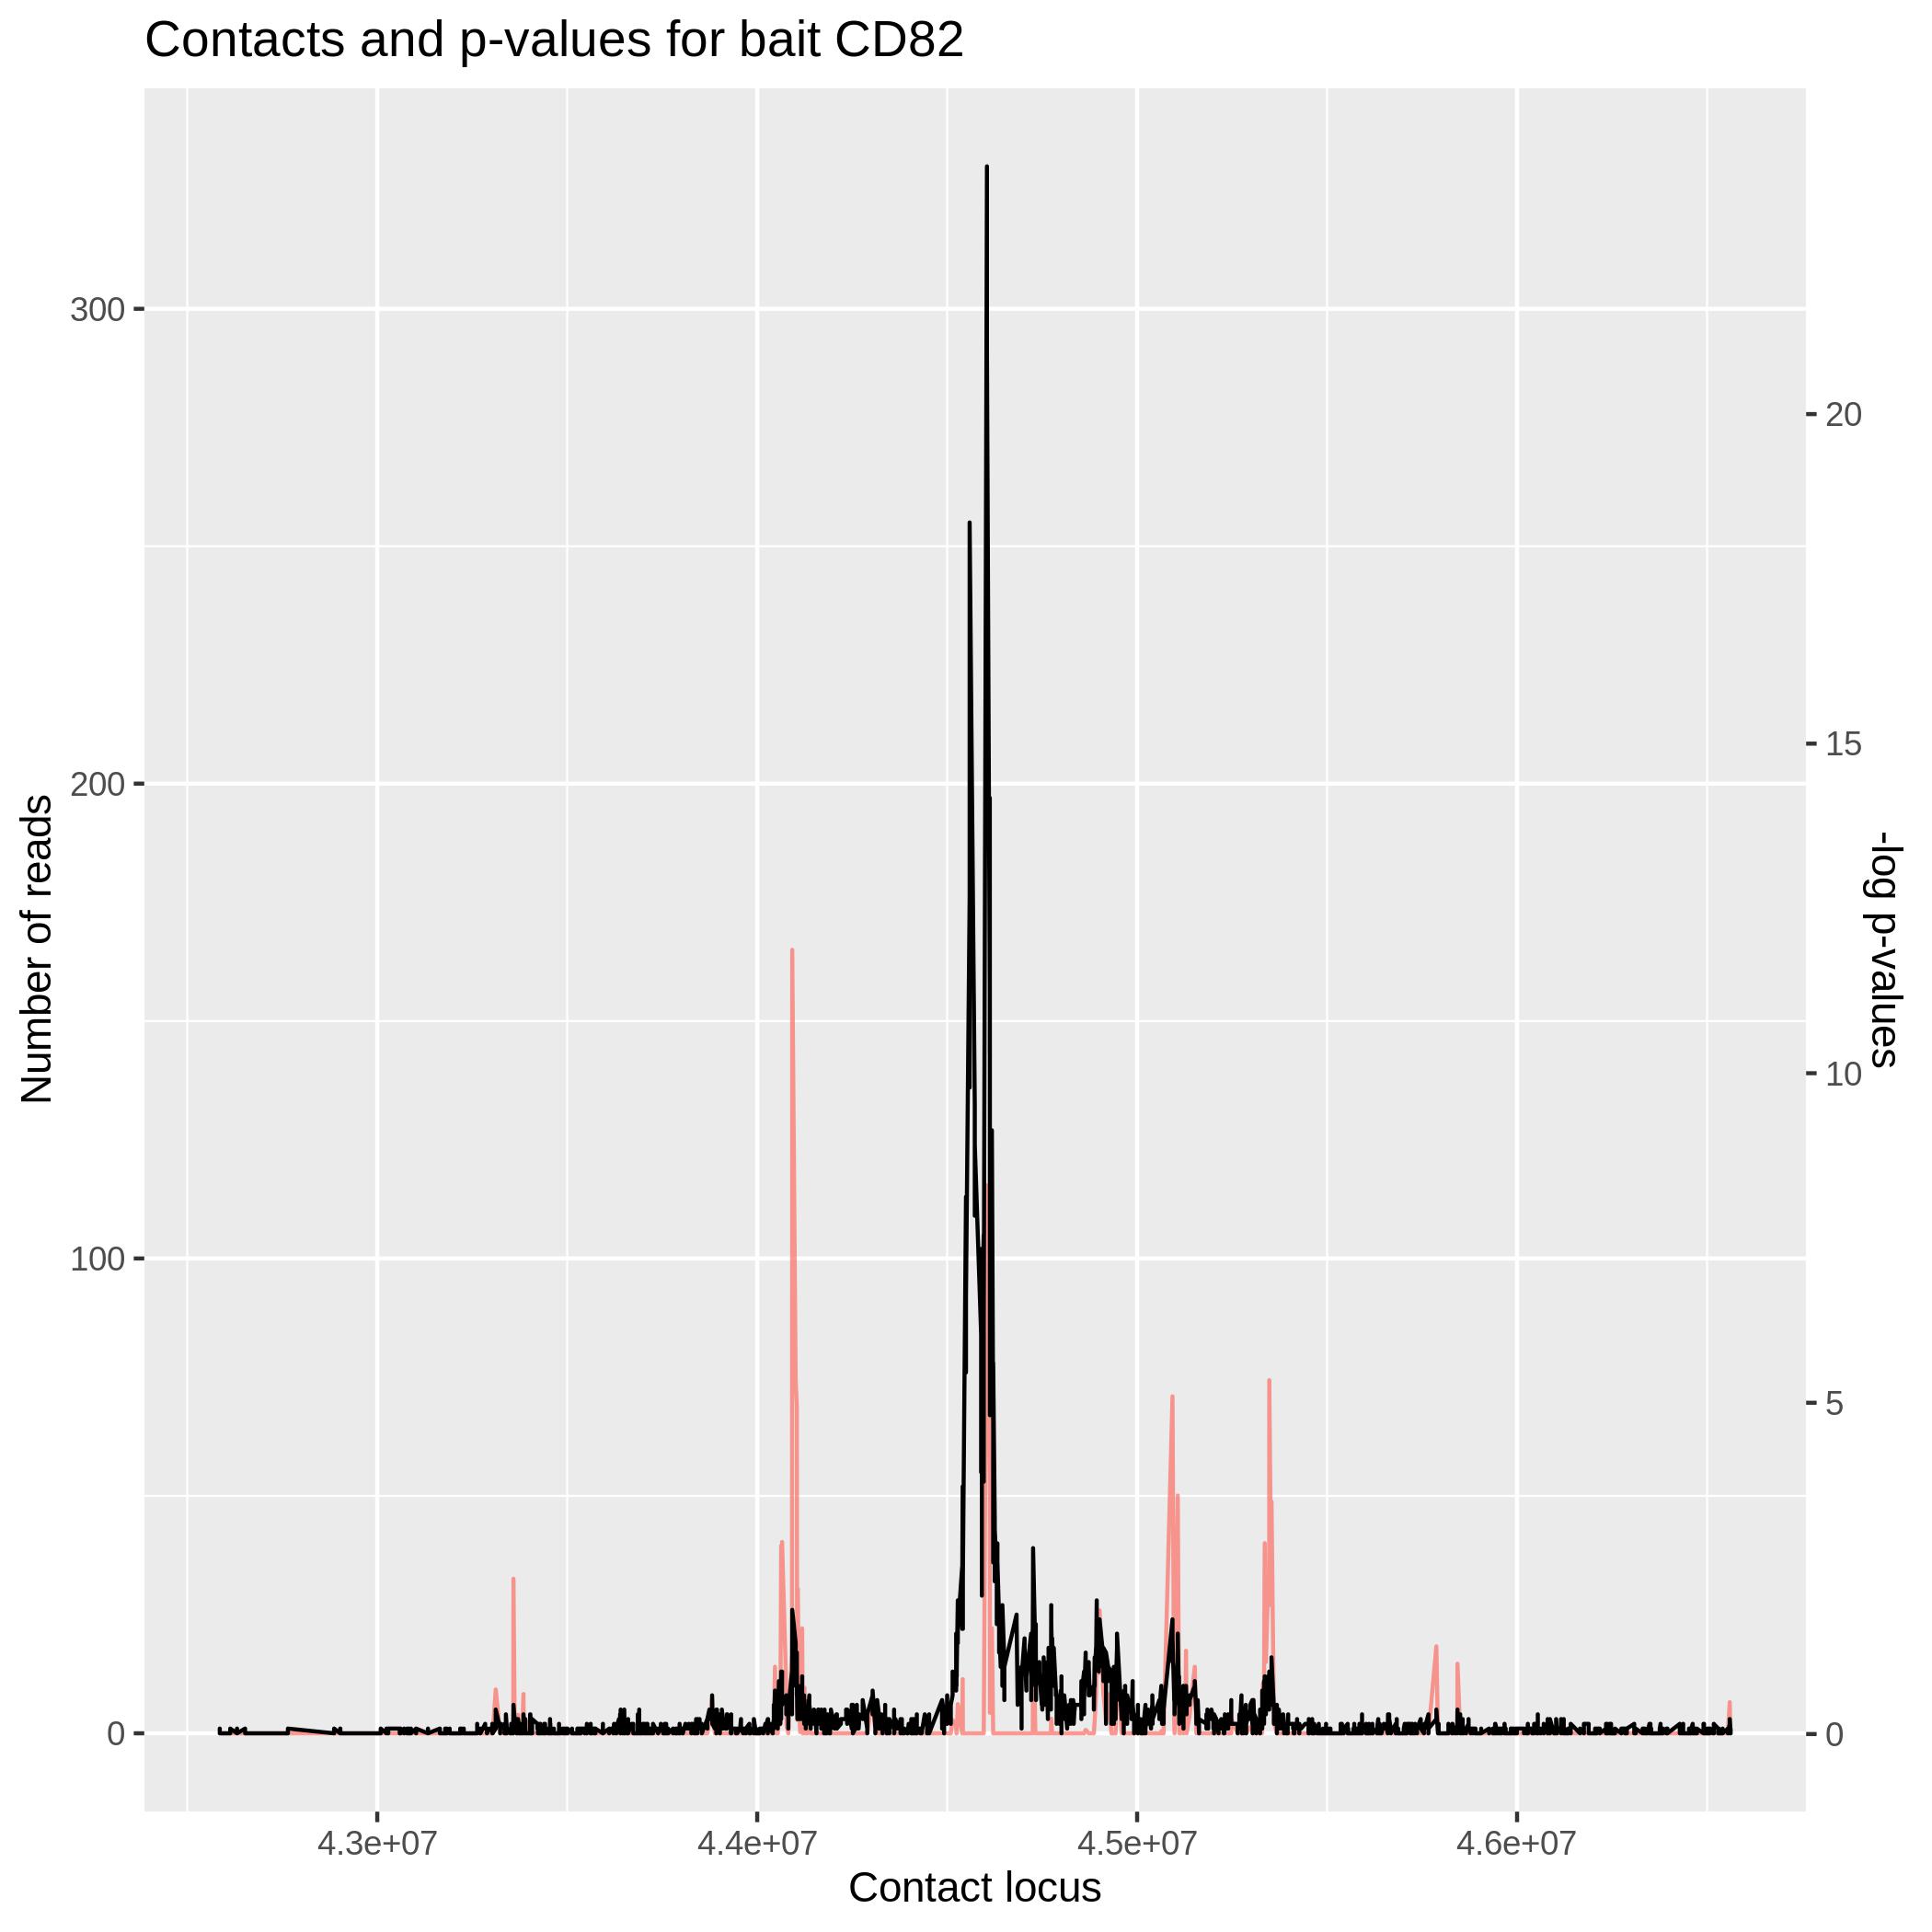 Contacts and p-values for bait CD82
300
200
100
0
Number of reads
20
15
10
5
0
-log p-values
4.3e+07
4.4e+07
4.5e+07
4.6e+07
Contact locus